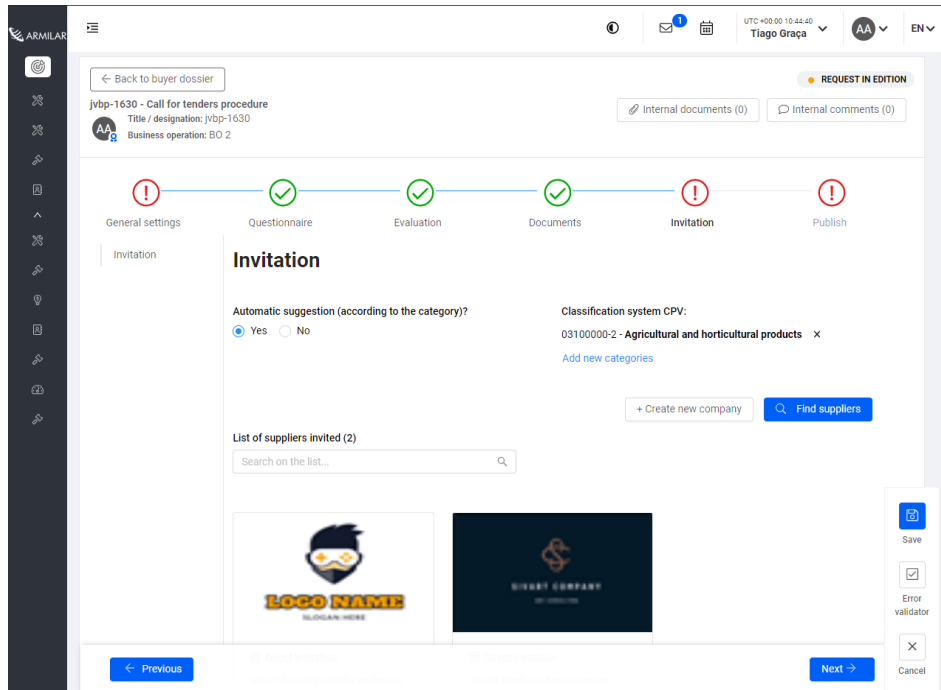 ARMILAR
1
UTC +00:00 10:44:40
Tiago Graça
AA
EN
← Back to buyer dossier
REQUEST IN EDITION
jvbp-1630 - Call for tenders procedure
AA
Title / designation: jvbp-1630
Business operation: BO 2
Internal documents (0)
Internal comments (0)
General settings
Questionnaire
Evaluation
Documents
Invitation
Publish
Invitation
Invitation
Automatic suggestion (according to the category)?
Yes
No
Classification system CPV:
03100000-2 - Agricultural and horticultural products ×
Add new categories
+ Create new company
Find suppliers
List of suppliers invited (2)
Search on the list...
LOGO NAME
SLOGAN HERE
SIVART COMPANY
Save
Error
validator
Cancel
← Previous
Next →